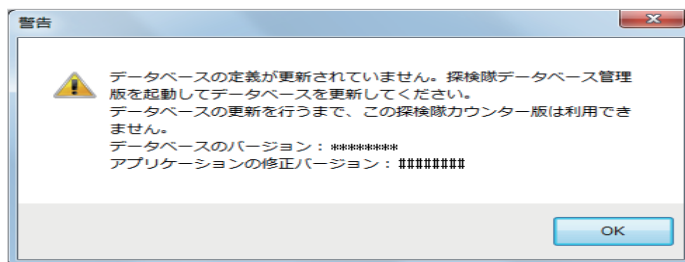 警告
データベースの定義が更新されていません。探検隊データベース管理
版を起動してデータベースを更新してください。
データベースの更新を行うまで、この探検隊カウンター版は利用でき
ません。
データベースのバージョン：********
アプリケーションの修正バージョン：########
OK